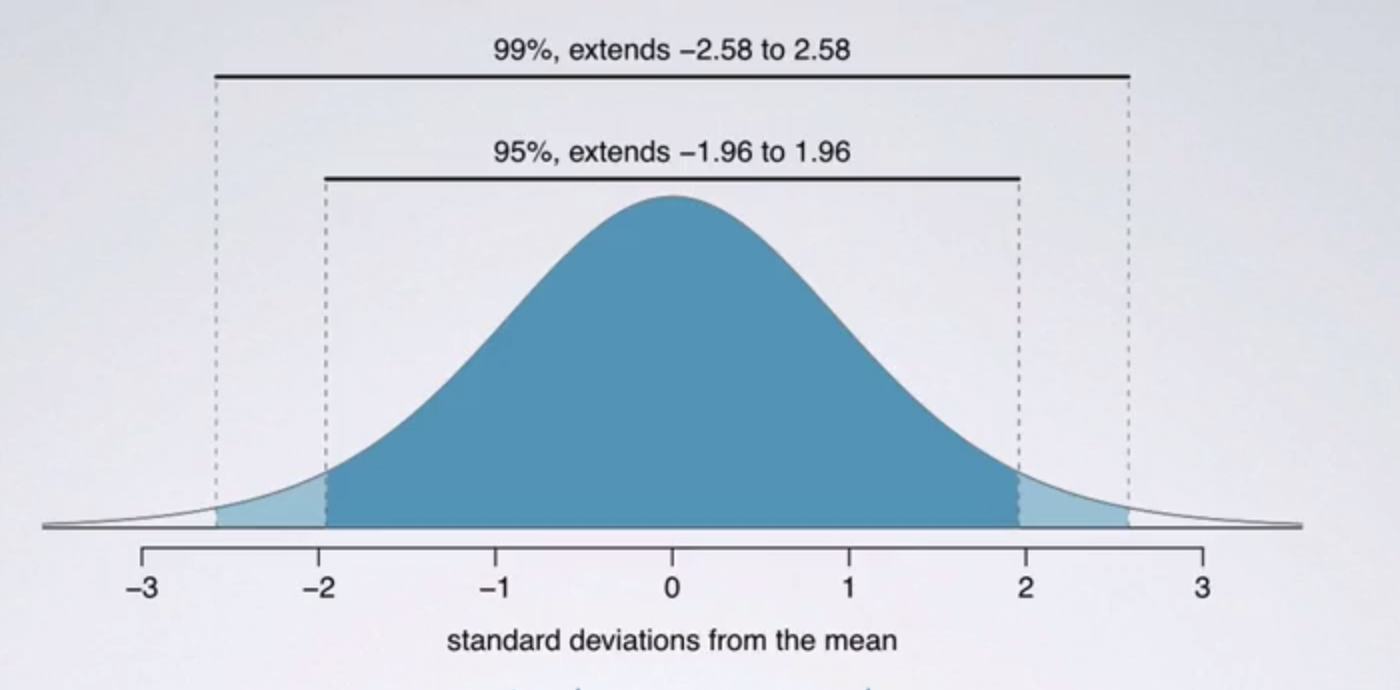 99%, extends −2.58 to 2.58
95%, extends −1.96 to 1.96
−3 −2 −1 0 1 2 3
standard deviations from the mean